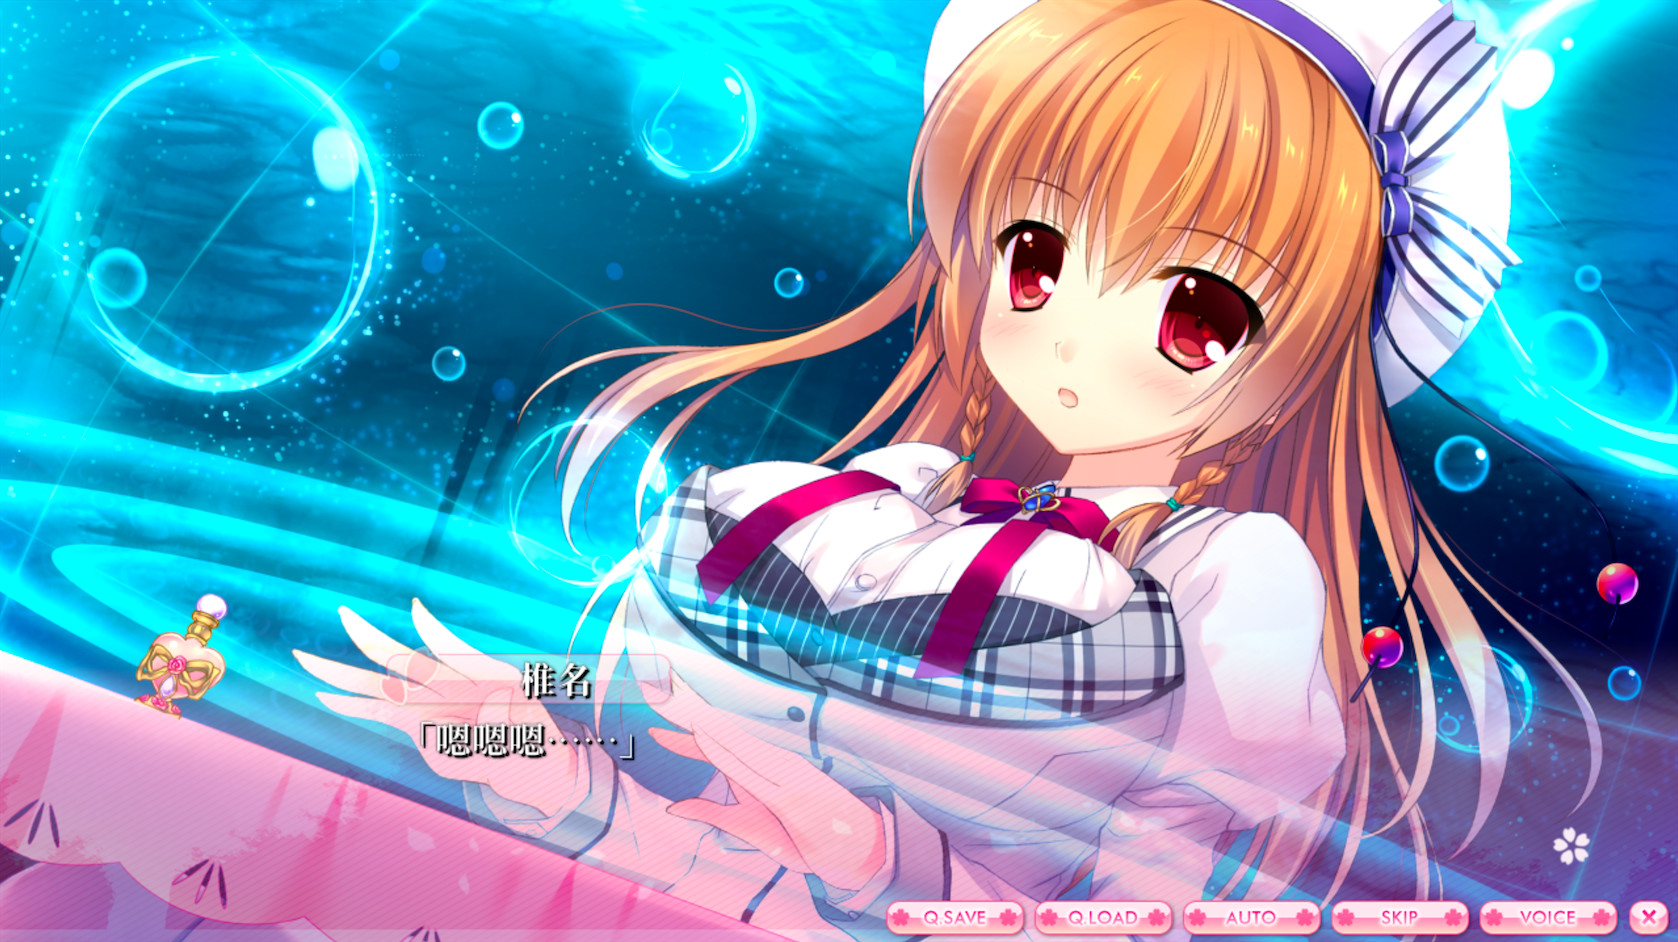 椎名
「嗯嗯嗯……」
Q.SAVE
Q.LOAD
AUTO
SKIP
VOICE